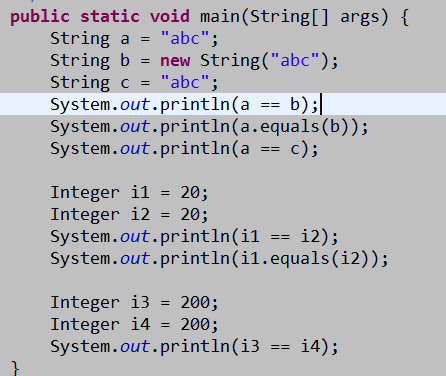 public static void main(String[] args) {
    String a = "abc";
    String b = new String("abc");
    String c = "abc";
    System.out.println(a == b);
    System.out.println(a.equals(b));
    System.out.println(a == c);

    Integer i1 = 20;
    Integer i2 = 20;
    System.out.println(i1 == i2);
    System.out.println(i1.equals(i2));

    Integer i3 = 200;
    Integer i4 = 200;
    System.out.println(i3 == i4);
}